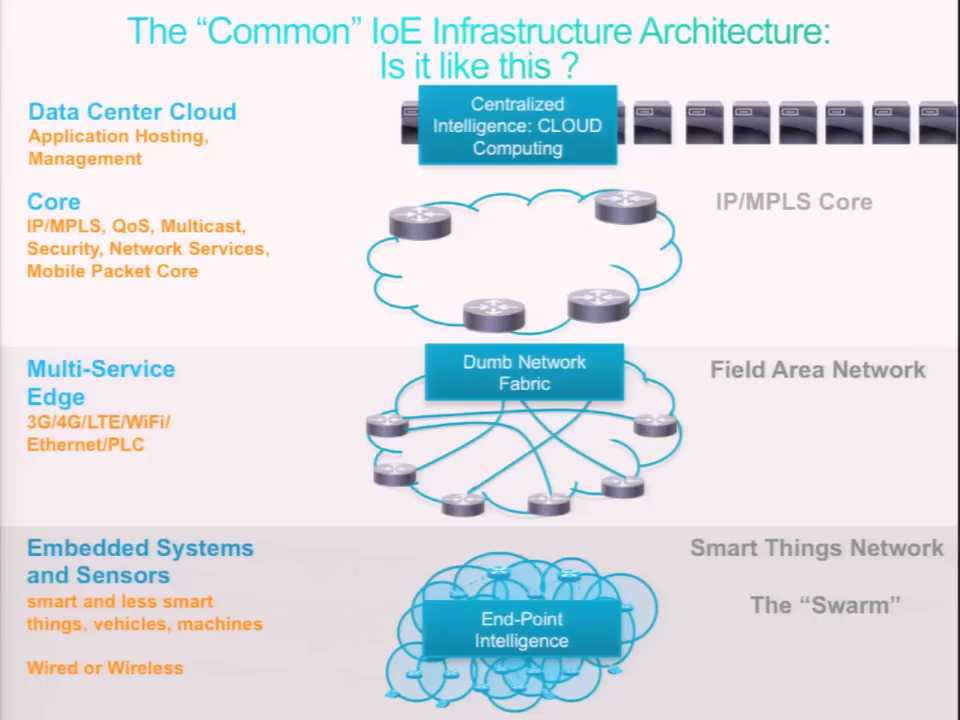 The “Common” IoE Infrastructure Architecture:
Is it like this ?
Data Center Cloud
Application Hosting,
Management
Centralized
Intelligence: CLOUD
Computing
Core
IP/MPLS, QoS, Multicast,
Security, Network Services,
Mobile Packet Core
IP/MPLS Core
Multi-Service
Edge
3G/4G/LTE/WiFi/
Ethernet/PLC
Dumb Network
Fabric
Field Area Network
Embedded Systems
and Sensors
smart and less smart
things, vehicles, machines
Wired or Wireless
End-Point
Intelligence
Smart Things Network
The “Swarm”